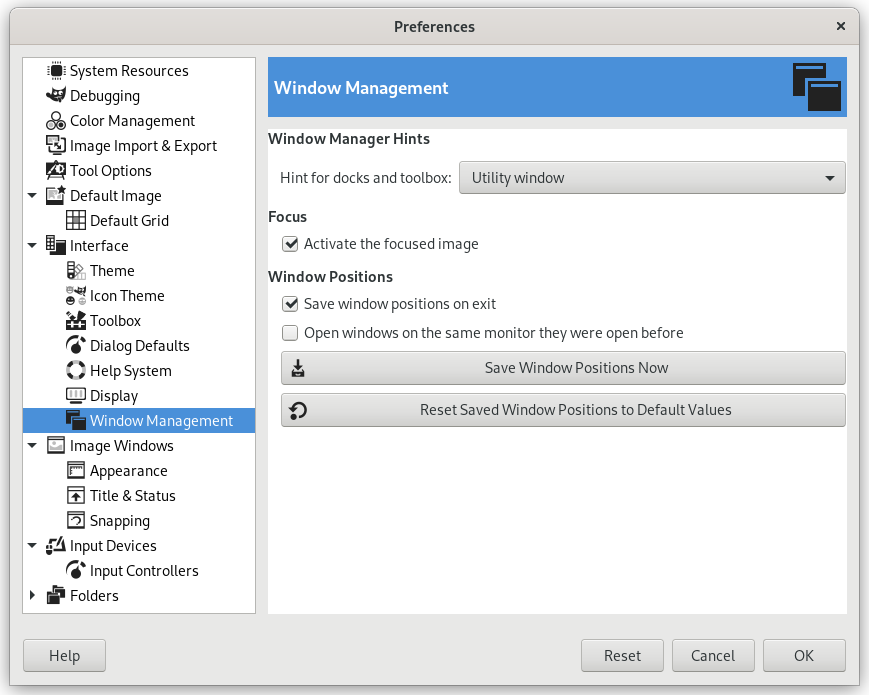 Preferences
System Resources
Debugging
Color Management
Image Import & Export
Tool Options
Default Image
Default Grid
Interface
Theme
Icon Theme
Toolbox
Dialog Defaults
Help System
Display
Window Management
Image Windows
Appearance
Title & Status
Snapping
Input Devices
Input Controllers
Folders
Window Management
Window Manager Hints
Hint for docks and toolbox: Utility window
Focus
Activate the focused image
Window Positions
Save window positions on exit
Open windows on the same monitor they were open before
Save Window Positions Now
Reset Saved Window Positions to Default Values
Help Reset Cancel OK